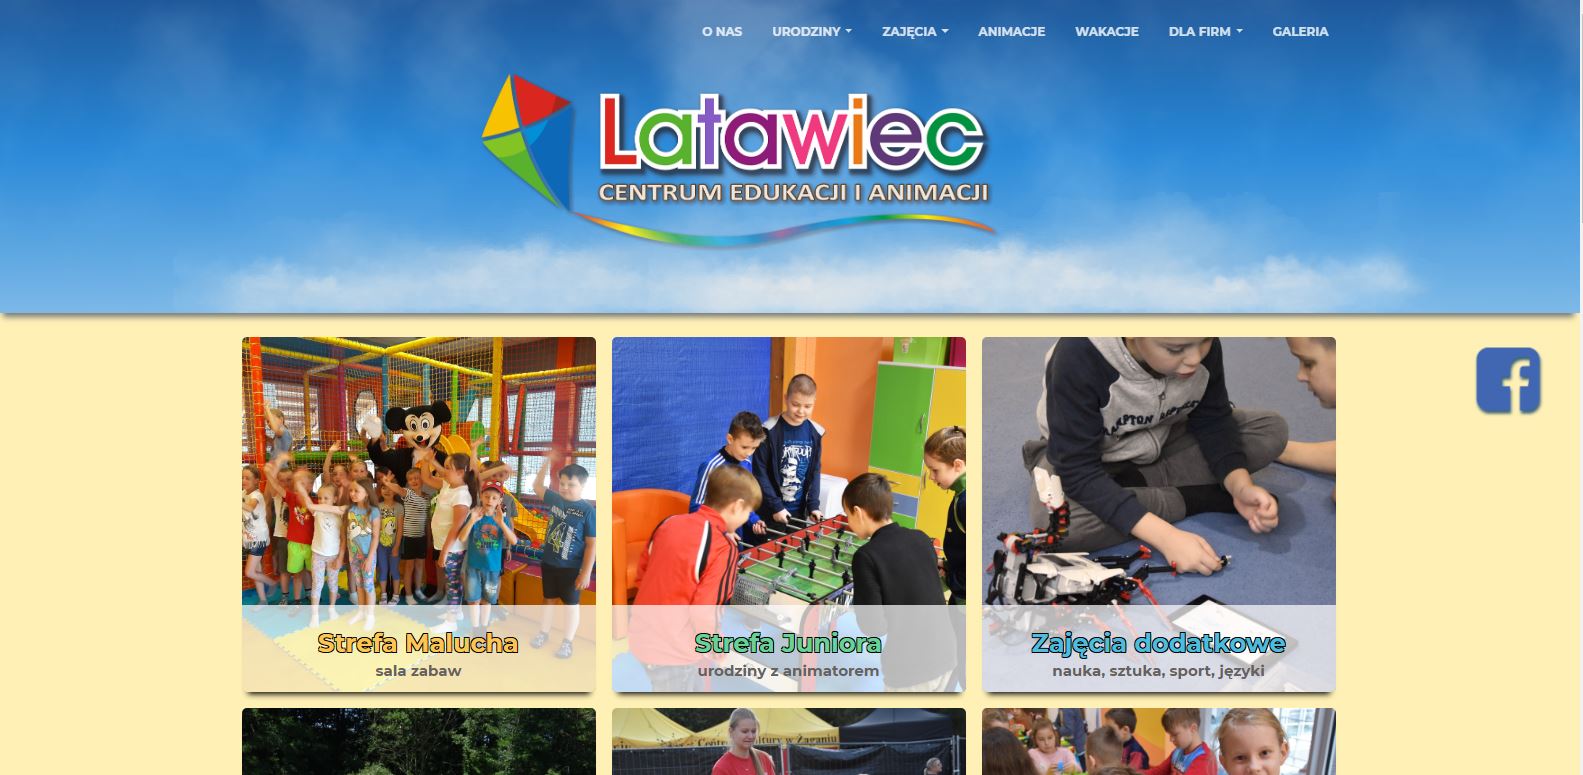 O NAS URODZINY ZAJĘCIA ANIMACJE WAKACJE DLA FIRM GALERIA
Latawiec
CENTRUM EDUKACJI I ANIMACJI
Strefa Malucha
sala zabaw
Strefa Juniora
urodziny z animatorem
Zajęcia dodatkowe
nauka, sztuka, sport, języki